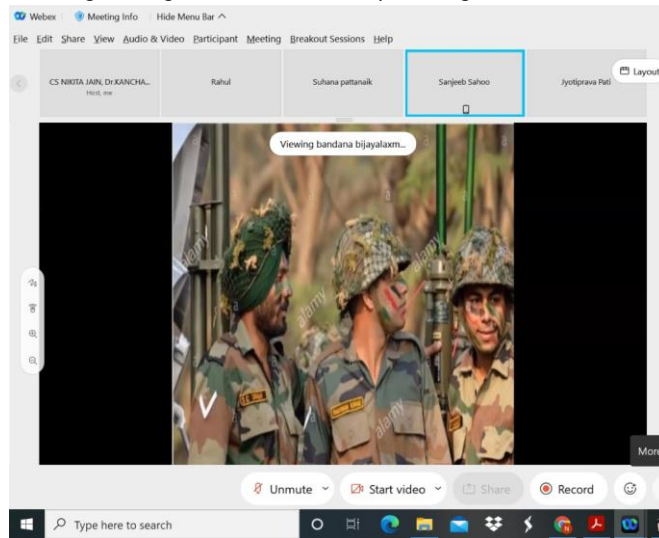 Webex Meeting Info Hide Menu Bar
File Edit Share View Audio & Video Participant Meeting Breakout Sessions Help
CS NIKITA JAIN, Dr.KANCHA...
Host, me
Rahul
Suhana pattanaik
Sanjeeb Sahoo
Jyotiprava Pati
Layout
Viewing bandana bijayalaxm...
a
alamy
alamy
alamy
More
Unmute
Start video
Share
Record
Type here to search